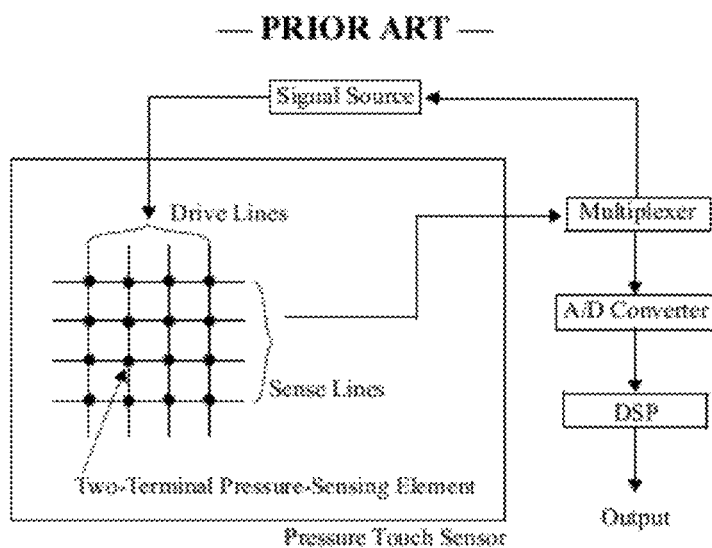 — PRIOR ART —
Signal Source
Drive Lines
Multiplexer
A/D Converter
Sense Lines
DSP
Two-Terminal Pressure-Sensing Element
Output
Pressure Touch Sensor